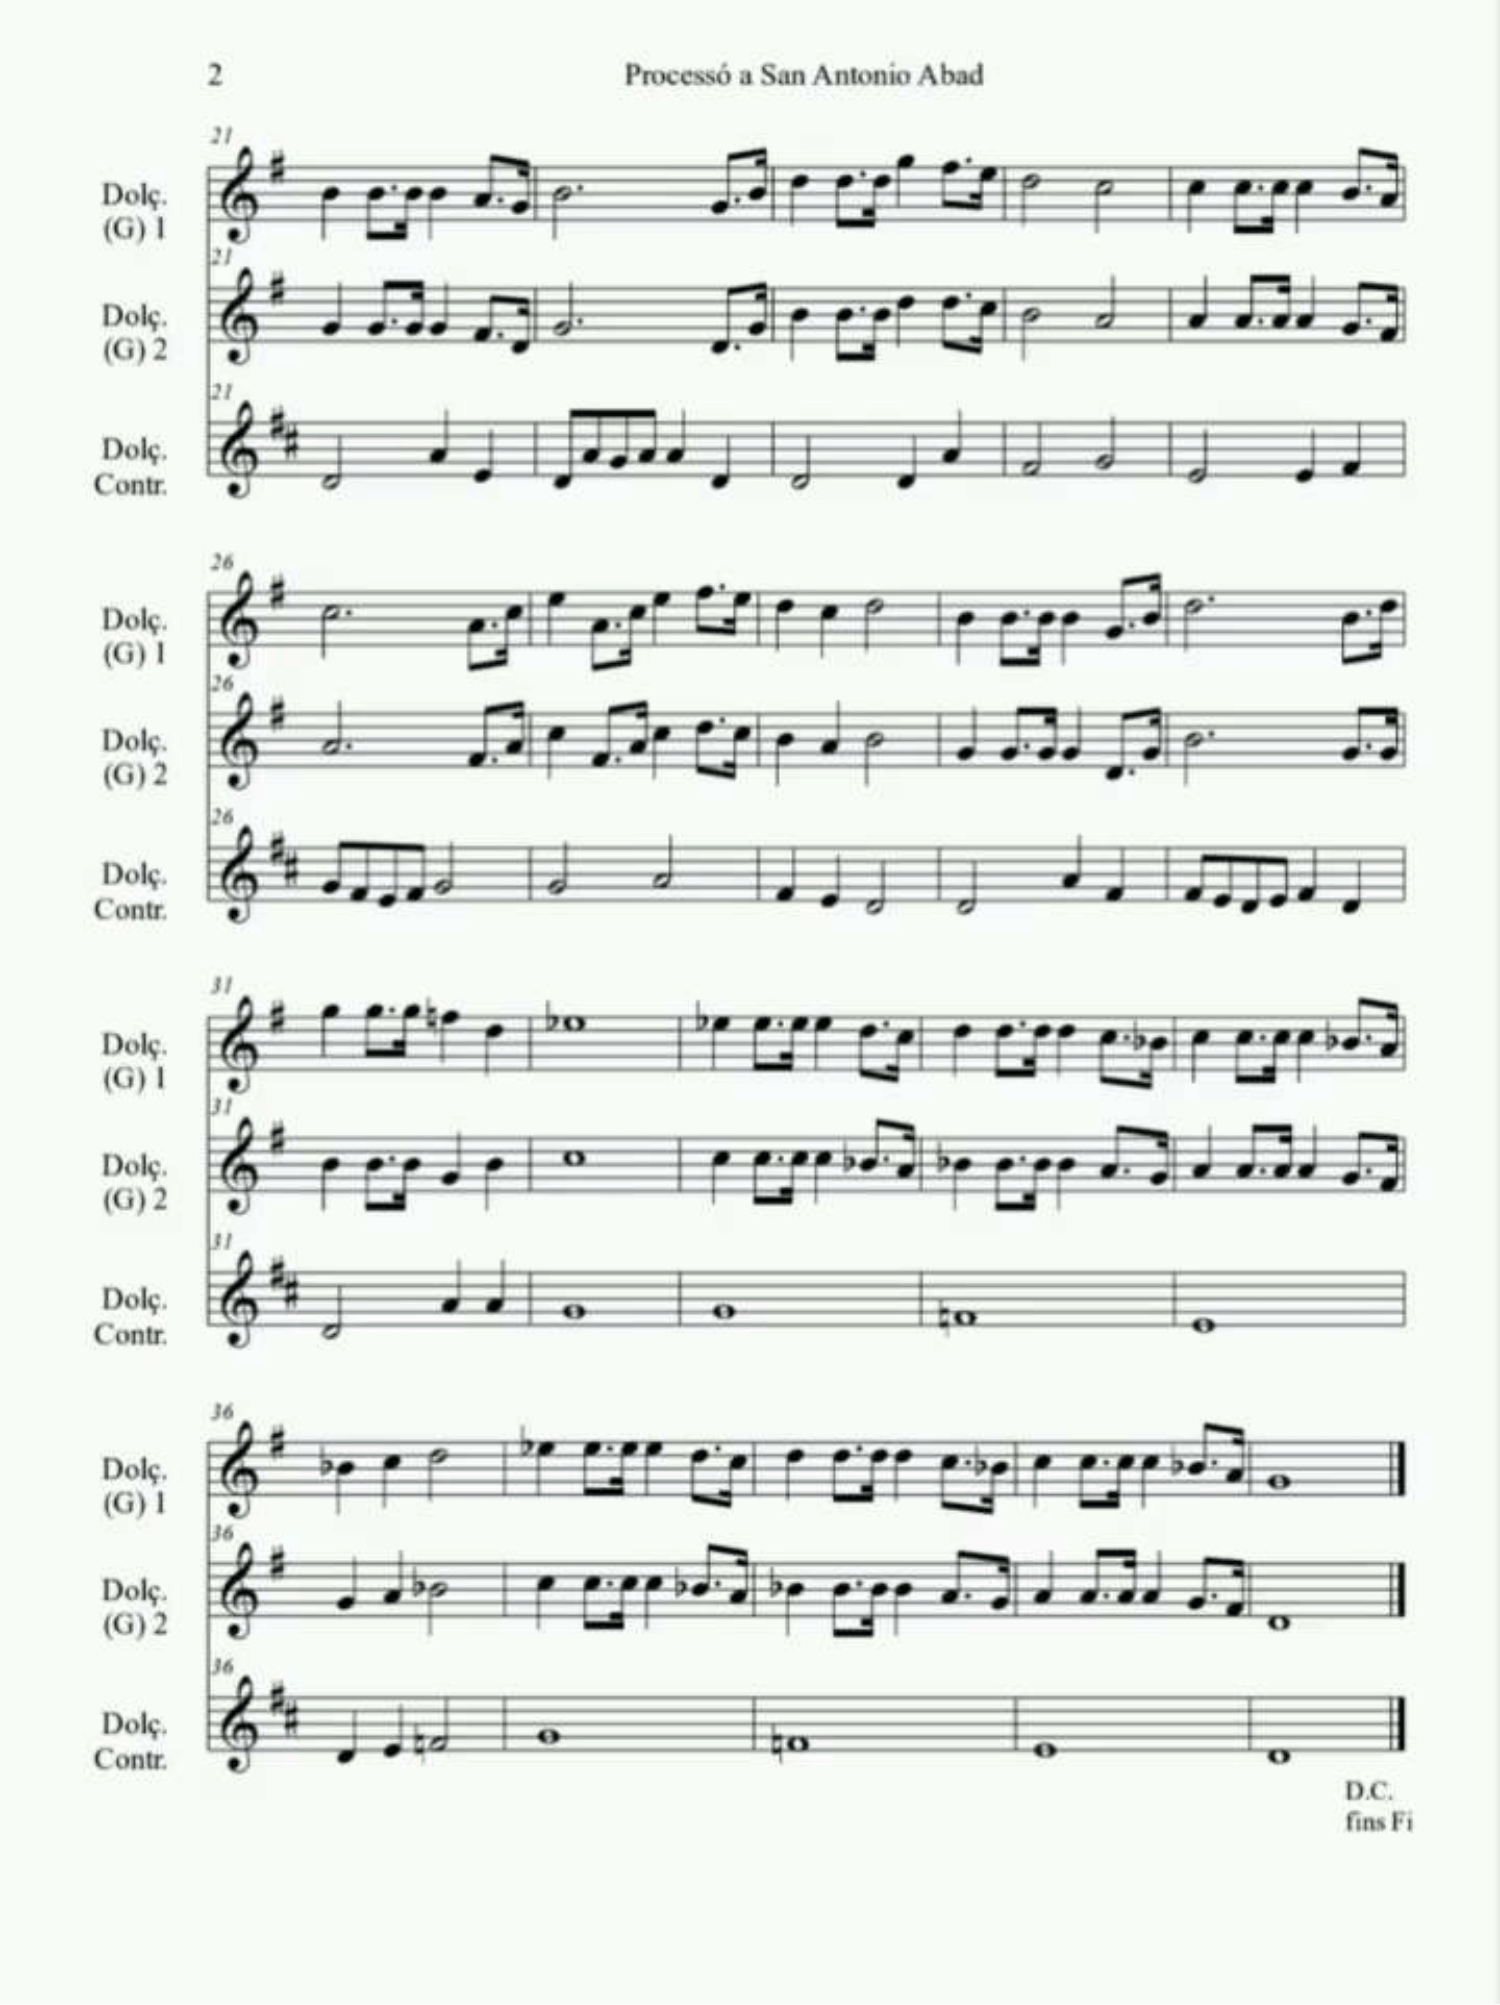 2
Processó a San Antonio Abad
21
Dolç.
(G) 1
21
Dolç.
(G) 2
21
Dolç.
Contr.
26
Dolç.
(G) 1
26
Dolç.
(G) 2
26
Dolç.
Contr.
31
Dolç.
(G) 1
31
Dolç.
(G) 2
31
Dolç.
Contr.
36
Dolç.
(G) 1
36
Dolç.
(G) 2
36
Dolç.
Contr.
D.C.
fins Fi